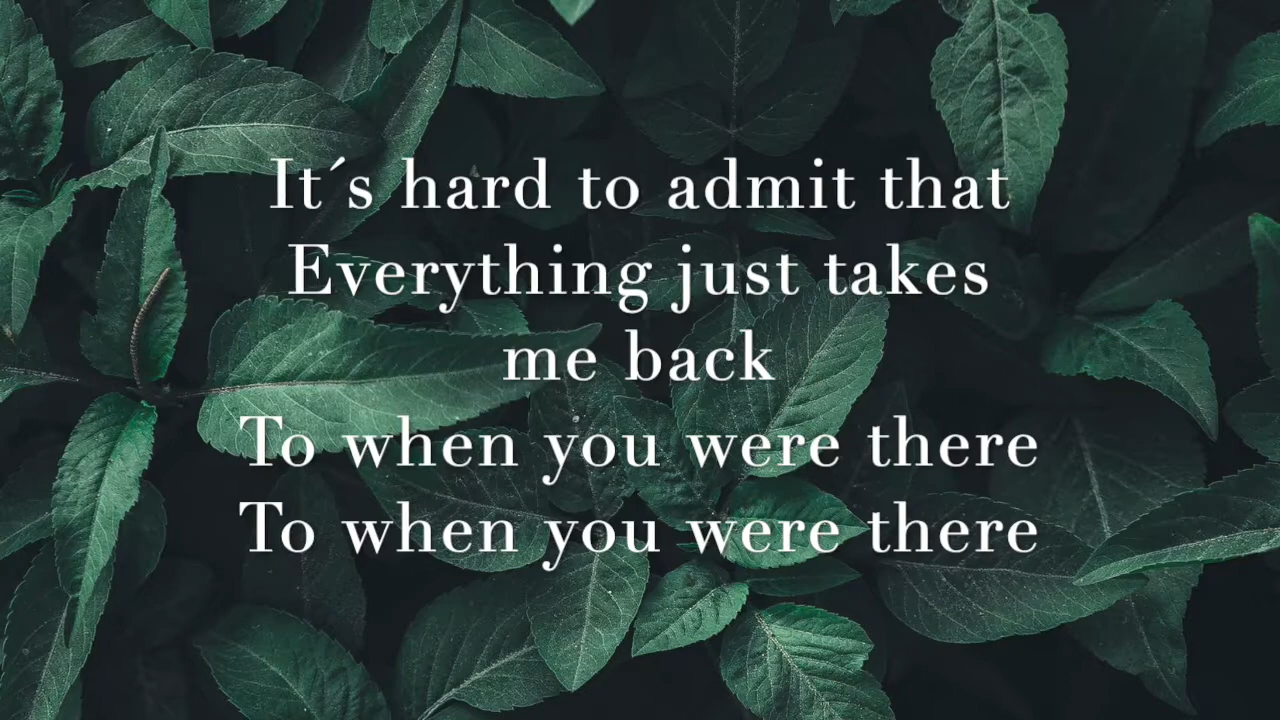 It´s hard to admit that
Everything just takes
me back
To when you were there
To when you were there